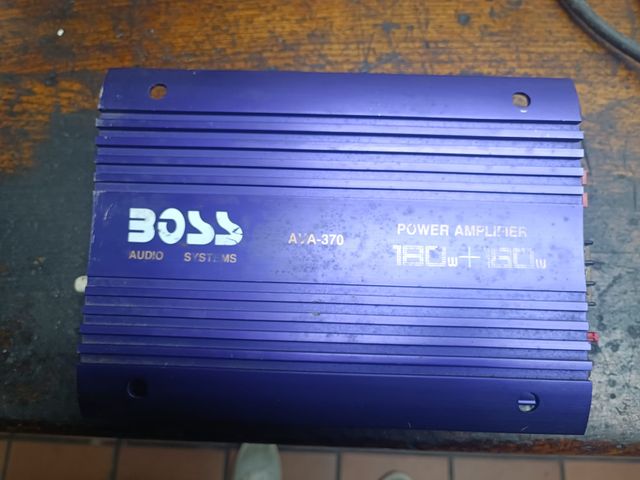 BOSS
AUDIO SYSTEMS
AVA-370
POWER AMPLIFIER
180W+180W